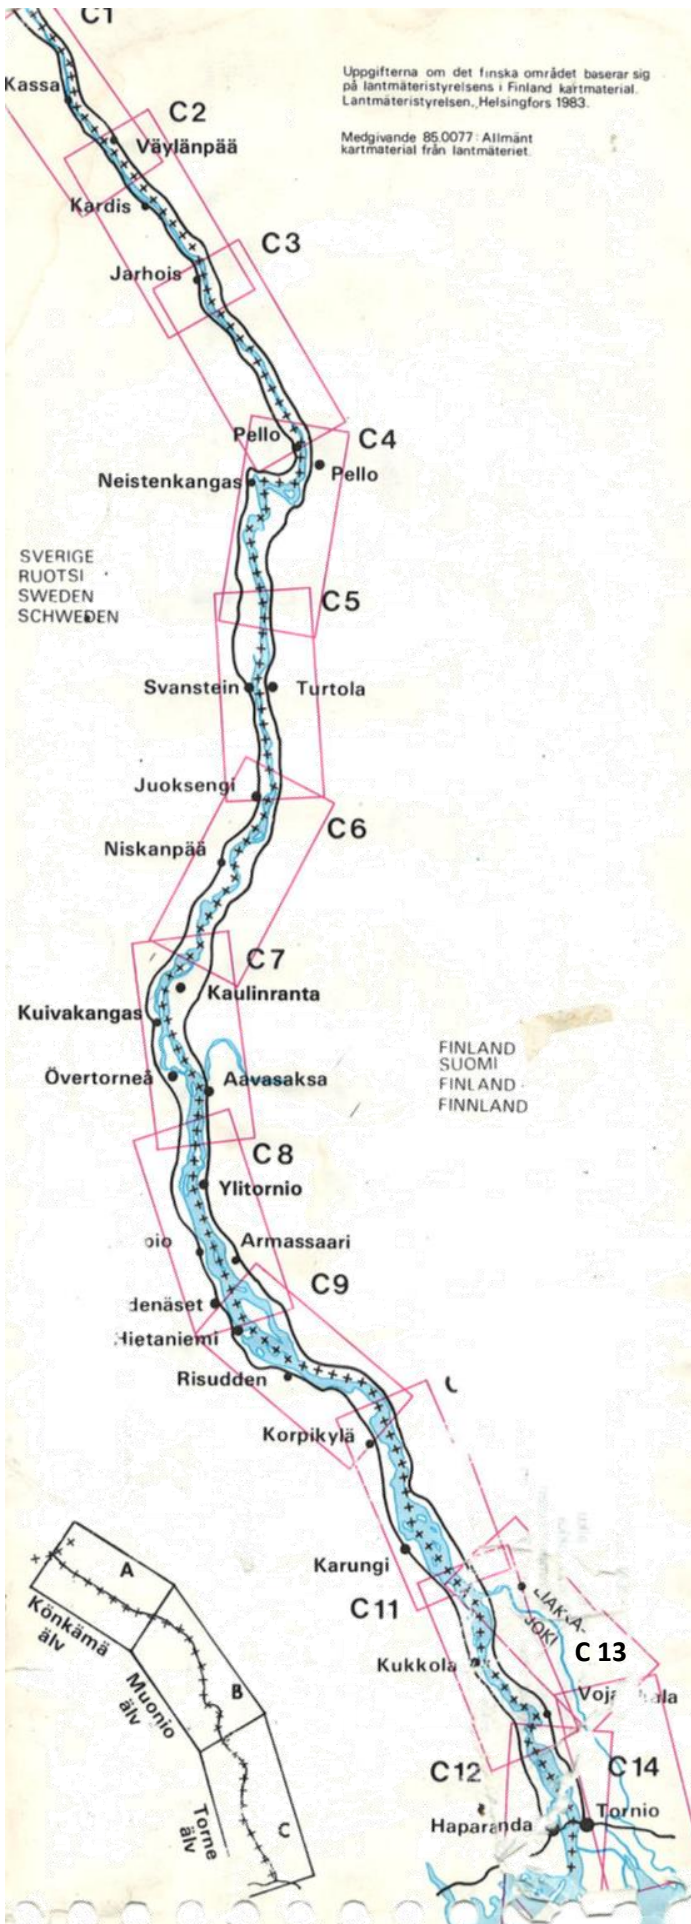 C1
Uppgifterna om det finska området baserar sig
på lantmäteristyrelsens i Finland kartmaterial.
Lantmäteristyrelsen, Helsingfors 1983.
Medgivande 85.0077 Allmänt
kartmaterial från lantmäteriet.
Kassa
C2
Väylänpää
Kardis
C3
Jarhois
C4
Pello
Pello
Neistenkangas
SVERIGE
RUOTSI
SWEDEN
SCHWEDEN
C5
Svanstein
Turtola
Juoksengi
C6
Niskanpää
C7
Kaulinranta
Kuivakangas
FINLAND
SUOMI
FINLAND
FINNLAND
Övertorneå
Aavasaksa
C8
Ylitornio
Armassaari
C9
Hietaniemi
Risudden
Korpikylä
Karungi
C11
JOKI
C 13
Kukkola
C12
C14
Haparanda
Tornio
A
Könkämä
älv
B
Muonio
älv
C
Torne
älv